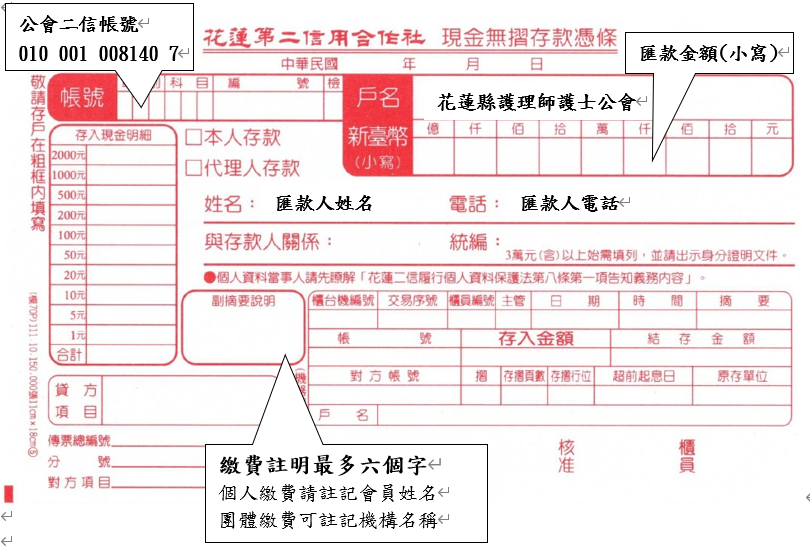 公會二信帳號
010 001 008140 7
花蓮第二信用合作社 現金無摺存款憑條
中華民國 年 月 日
匯款金額(小寫)
敬請存戶在粗框內填寫
帳號
別 科 目 編 號 檢
戶名
花蓮縣護理師護士公會
新臺幣
(小寫)
億 仟 佰 拾 萬 仟 佰 拾 元
存入現金明細
2000元
1000元
500元
200元
100元
50元
20元
10元
5元
1元
合計
□本人存款
□代理人存款
姓名： 匯款人姓名 電話： 匯款人電話
與存款人關係： 統編：
3萬元(含)以上始需填列，並請出示身分證明文件。
●個人資料當事人請先瞭解「花蓮二信履行個人資料保護法第八條第一項告知義務內容」。
副摘要說明
櫃台機編號 交易序號 櫃員編號 主管 日 期 時 間 摘 要
帳 號 存入金額 結 存 金 額
對 方 帳 號 摺 存摺頁數 存摺行位 超前起息日 原存單位
戶 名
貸 方
項 目
傳票總編號
分 號
對方項目
核准
櫃員
繳費註明最多六個字
個人繳費請註記會員姓名
團體繳費可註記機構名稱